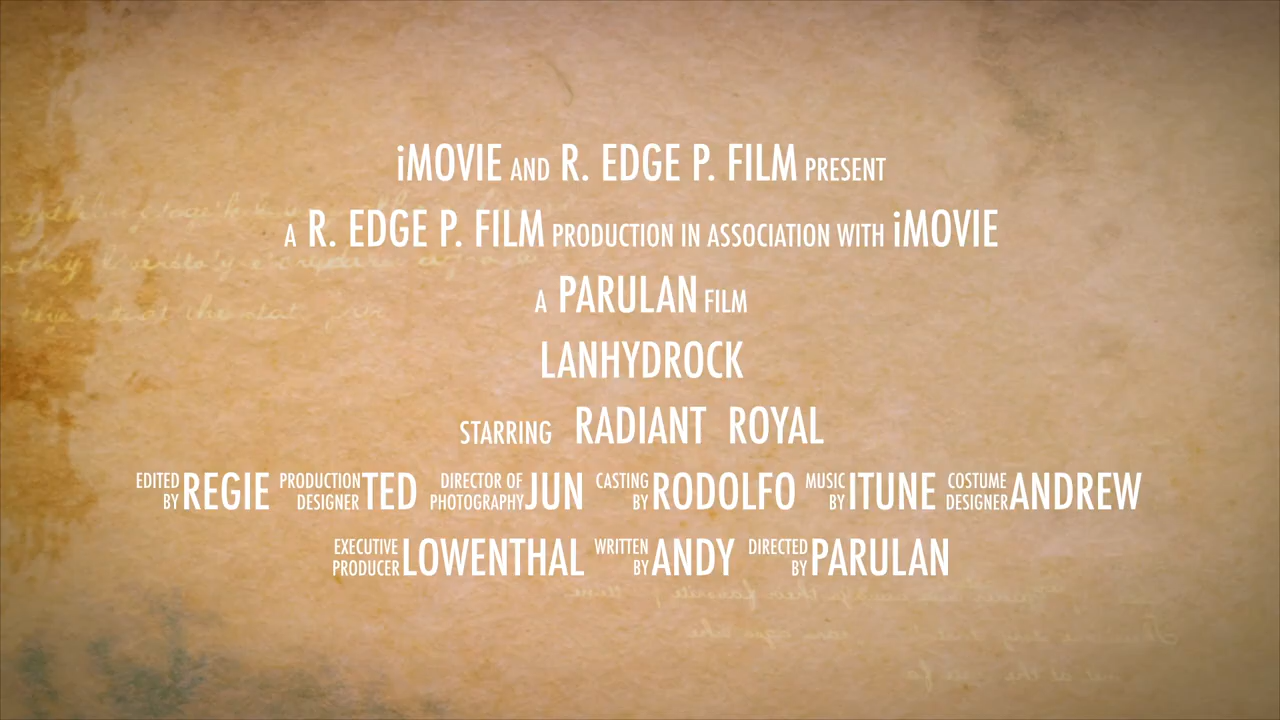 iMOVIE AND R. EDGE P. FILM PRESENT
A R. EDGE P. FILM PRODUCTION IN ASSOCIATION WITH iMOVIE
A PARULAN FILM
LANHYDROCK
STARRING RADIANT ROYAL
EDITED BY REGIE PRODUCTION DESIGNER TED DIRECTOR OF PHOTOGRAPHY JUN CASTING BY RODOLFO MUSIC BY ITUNE COSTUME DESIGNER ANDREW
EXECUTIVE PRODUCER LOWENTHAL WRITTEN BY ANDY DIRECTED BY PARULAN